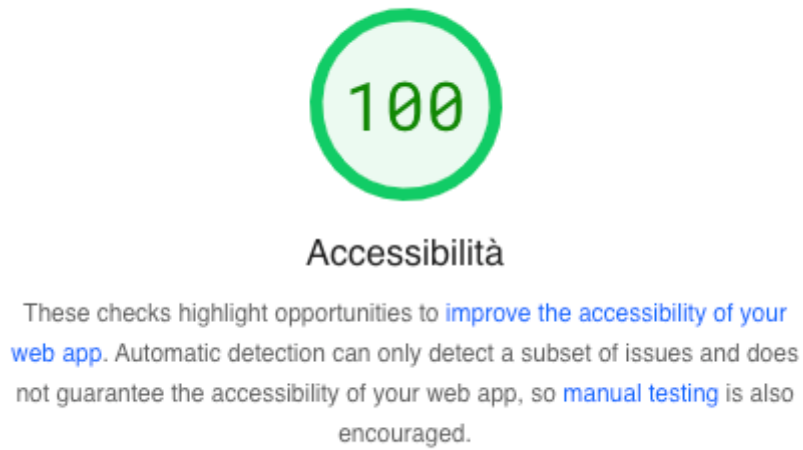 100
Accessibilità
These checks highlight opportunities to improve the accessibility of your
web app. Automatic detection can only detect a subset of issues and does
not guarantee the accessibility of your web app, so manual testing is also
encouraged.